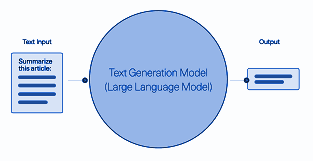 Text Input
Summarize
this article:
Text Generation Model
(Large Language Model)
Output